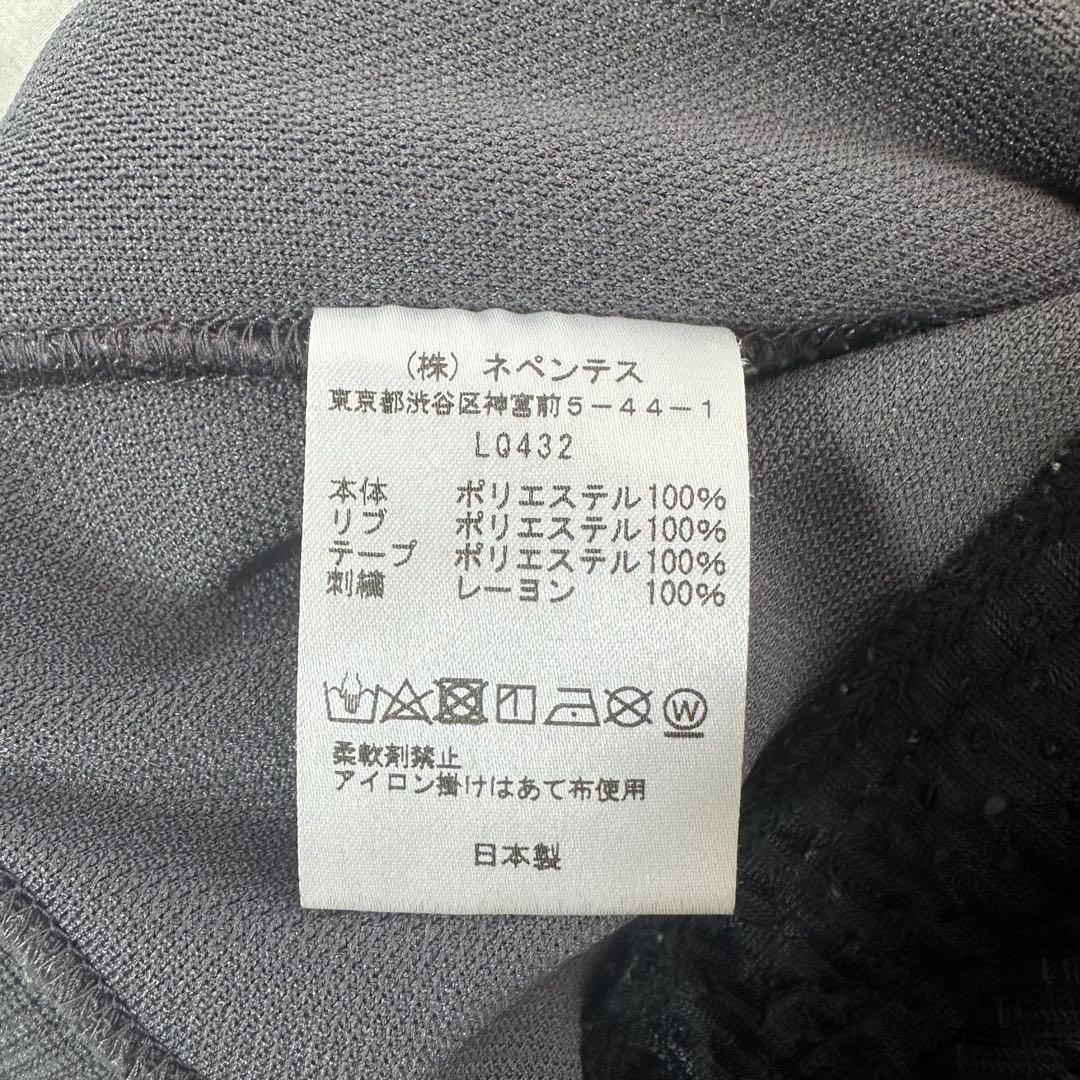 (株) ネペンテス
東京都渋谷区神宮前5-44-1
LQ432
本体 ポリエステル100%
リブ ポリエステル100%
テープ ポリエステル100%
刺繍 レーヨン 100%
W
柔軟剤禁止
アイロン掛けはあて布使用
日本製